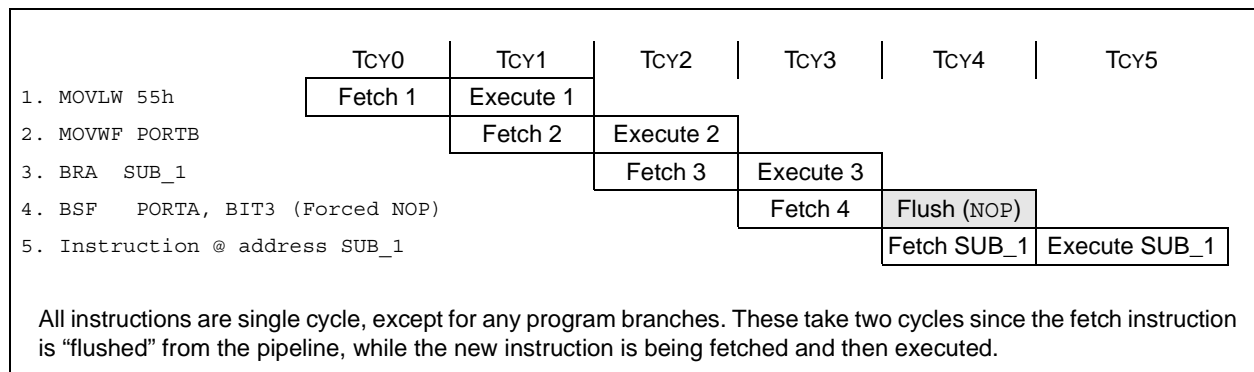 TCY0 TCY1 TCY2 TCY3 TCY4 TCY5
1. MOVLW 55h Fetch 1 Execute 1
2. MOVWF PORTB Fetch 2 Execute 2
3. BRA SUB_1 Fetch 3 Execute 3
4. BSF PORTA, BIT3 (Forced NOP) Fetch 4 Flush (NOP)
5. Instruction @ address SUB_1 Fetch SUB_1 Execute SUB_1
All instructions are single cycle, except for any program branches. These take two cycles since the fetch instruction
is “flushed” from the pipeline, while the new instruction is being fetched and then executed.